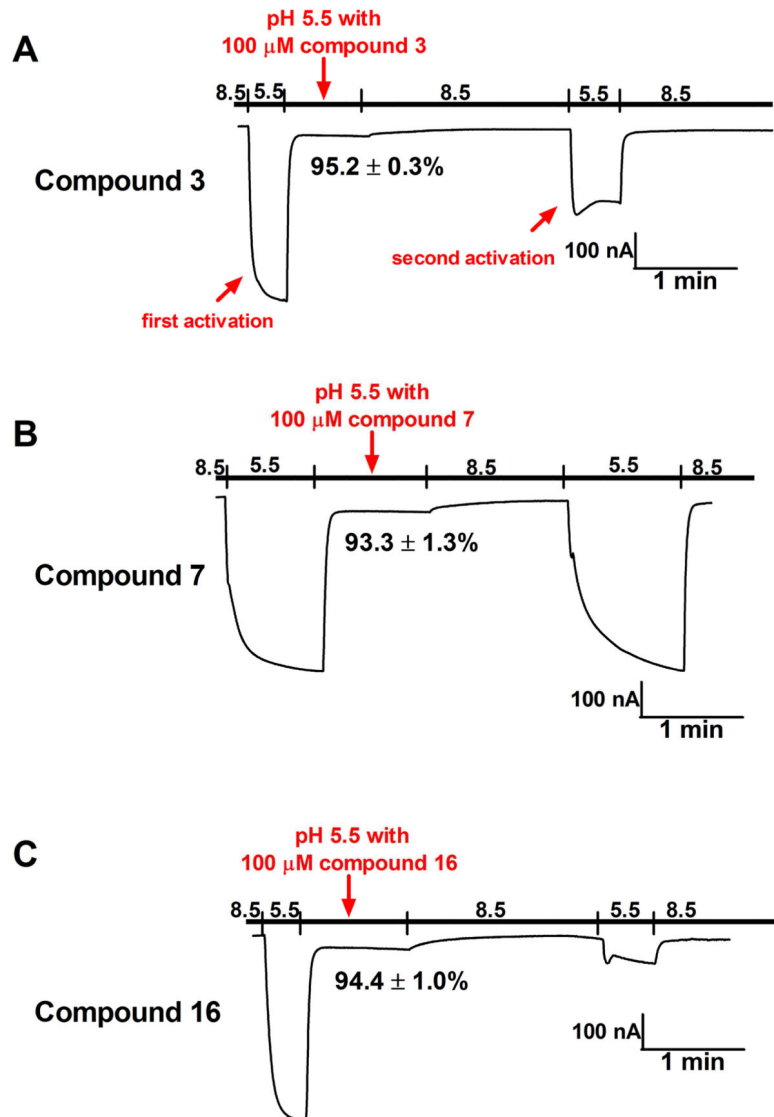 A
pH 5.5 with
100 μM compound 3
8.5 5.5 8.5 5.5 8.5
Compound 3
95.2 ± 0.3%
second activation
100 nA
1 min
first activation
B
pH 5.5 with
100 μM compound 7
8.5 5.5 8.5 5.5 8.5
Compound 7
93.3 ± 1.3%
100 nA
1 min
C
pH 5.5 with
100 μM compound 16
8.5 5.5 8.5 5.5 8.5
Compound 16
94.4 ± 1.0%
100 nA
1 min